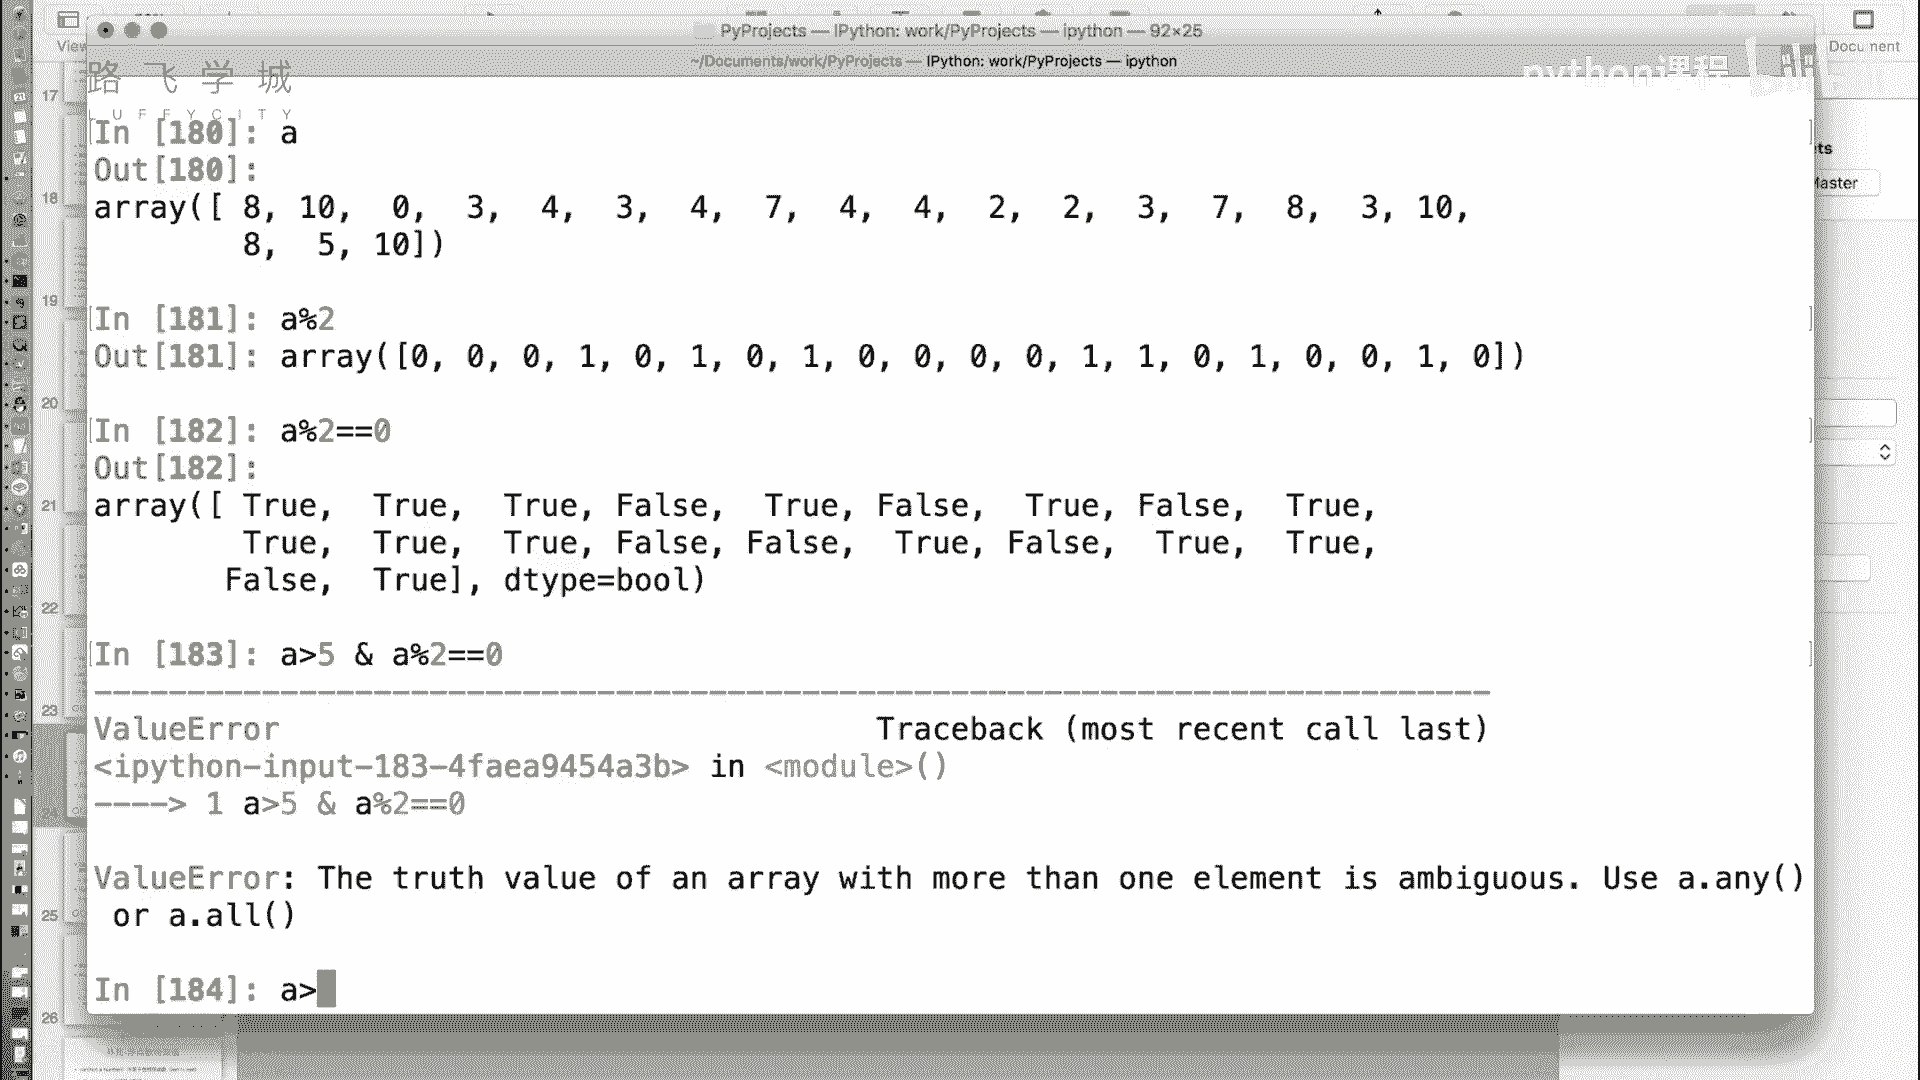 PyProjects — IPython: work/PyProjects — ipython — 92×25
View
Document
~/Documents/work/PyProjects — IPython: work/PyProjects — ipython
路飞学城
LUFFYCITY
python课程
17
In [180]: a
Out[180]:
array([ 8, 10,  0,  3,  4,  3,  4,  7,  4,  4,  2,  2,  3,  7,  8,  3, 10,
        8,  5, 10])
18
Master
In [181]: a%2
19
Out[181]: array([0, 0, 0, 1, 0, 1, 0, 1, 0, 0, 0, 0, 1, 1, 0, 1, 0, 0, 1, 0])
20
In [182]: a%2==0
Out[182]:
array([ True,  True,  True, False,  True, False,  True, False,  True,
21
        True,  True,  True, False, False,  True, False,  True,  True,
       False,  True], dtype=bool)
22
In [183]: a>5 & a%2==0
23
ValueError                                Traceback (most recent call last)
<ipython-input-183-4faea9454a3b> in <module>()
----> 1 a>5 & a%2==0
24
ValueError: The truth value of an array with more than one element is ambiguous. Use a.any()
 or a.all()
25
In [184]: a>
26